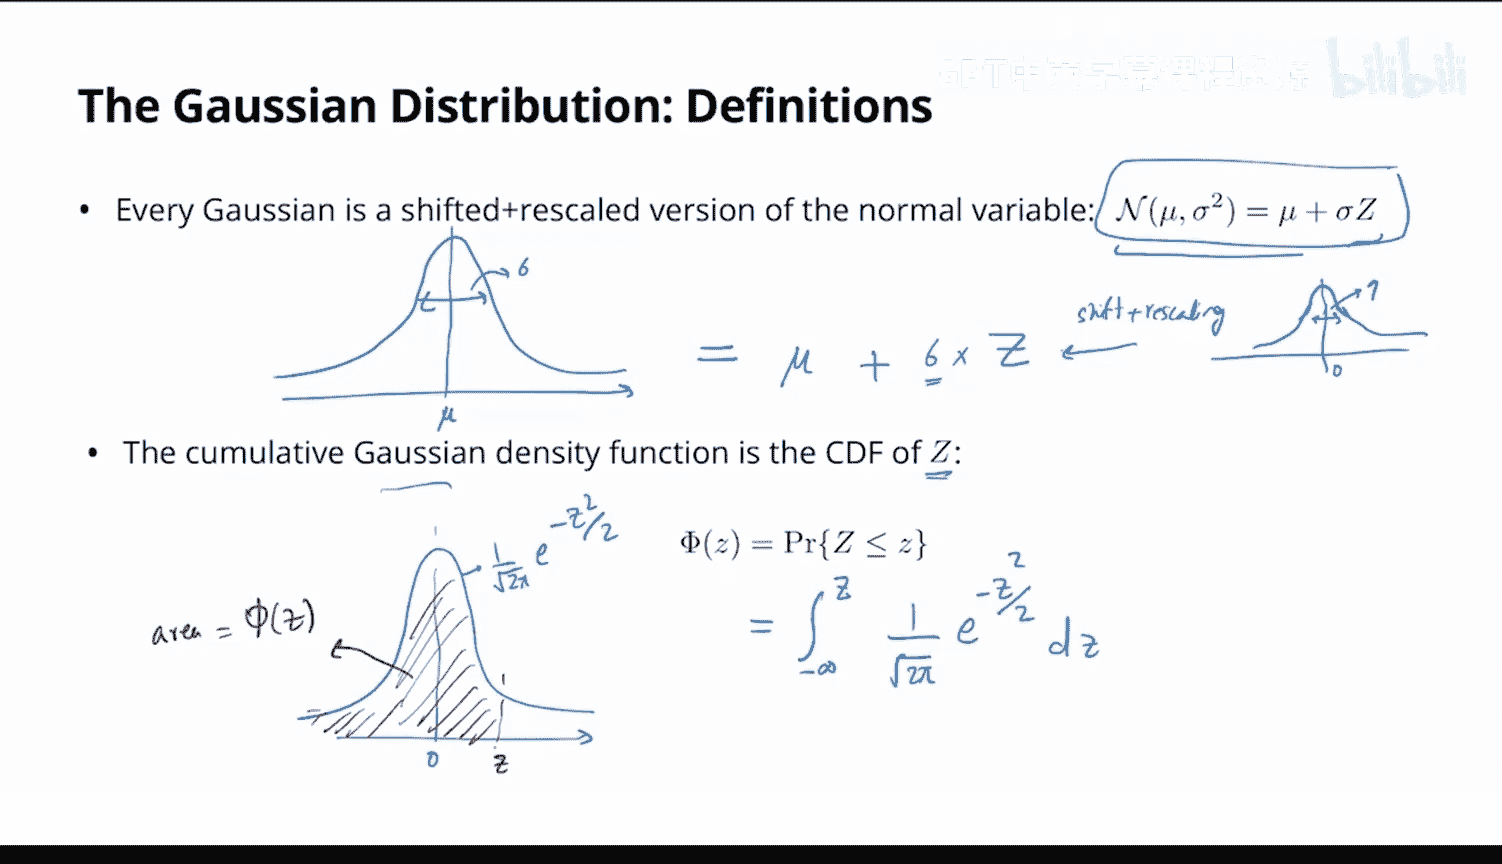 bilibili
The Gaussian Distribution: Definitions
• Every Gaussian is a shifted+rescaled version of the normal variable: N(μ, σ²) = μ + σZ
σ
μ
= μ + σ × Z
shift+rescaling
1
0
• The cumulative Gaussian density function is the CDF of Z:
1/√2π e^(-z²/2)
area = Φ(z)
0
z
Φ(z) = Pr{Z ≤ z}
= ∫_{-∞}^{z} 1/√2π e^(-z²/2) dz